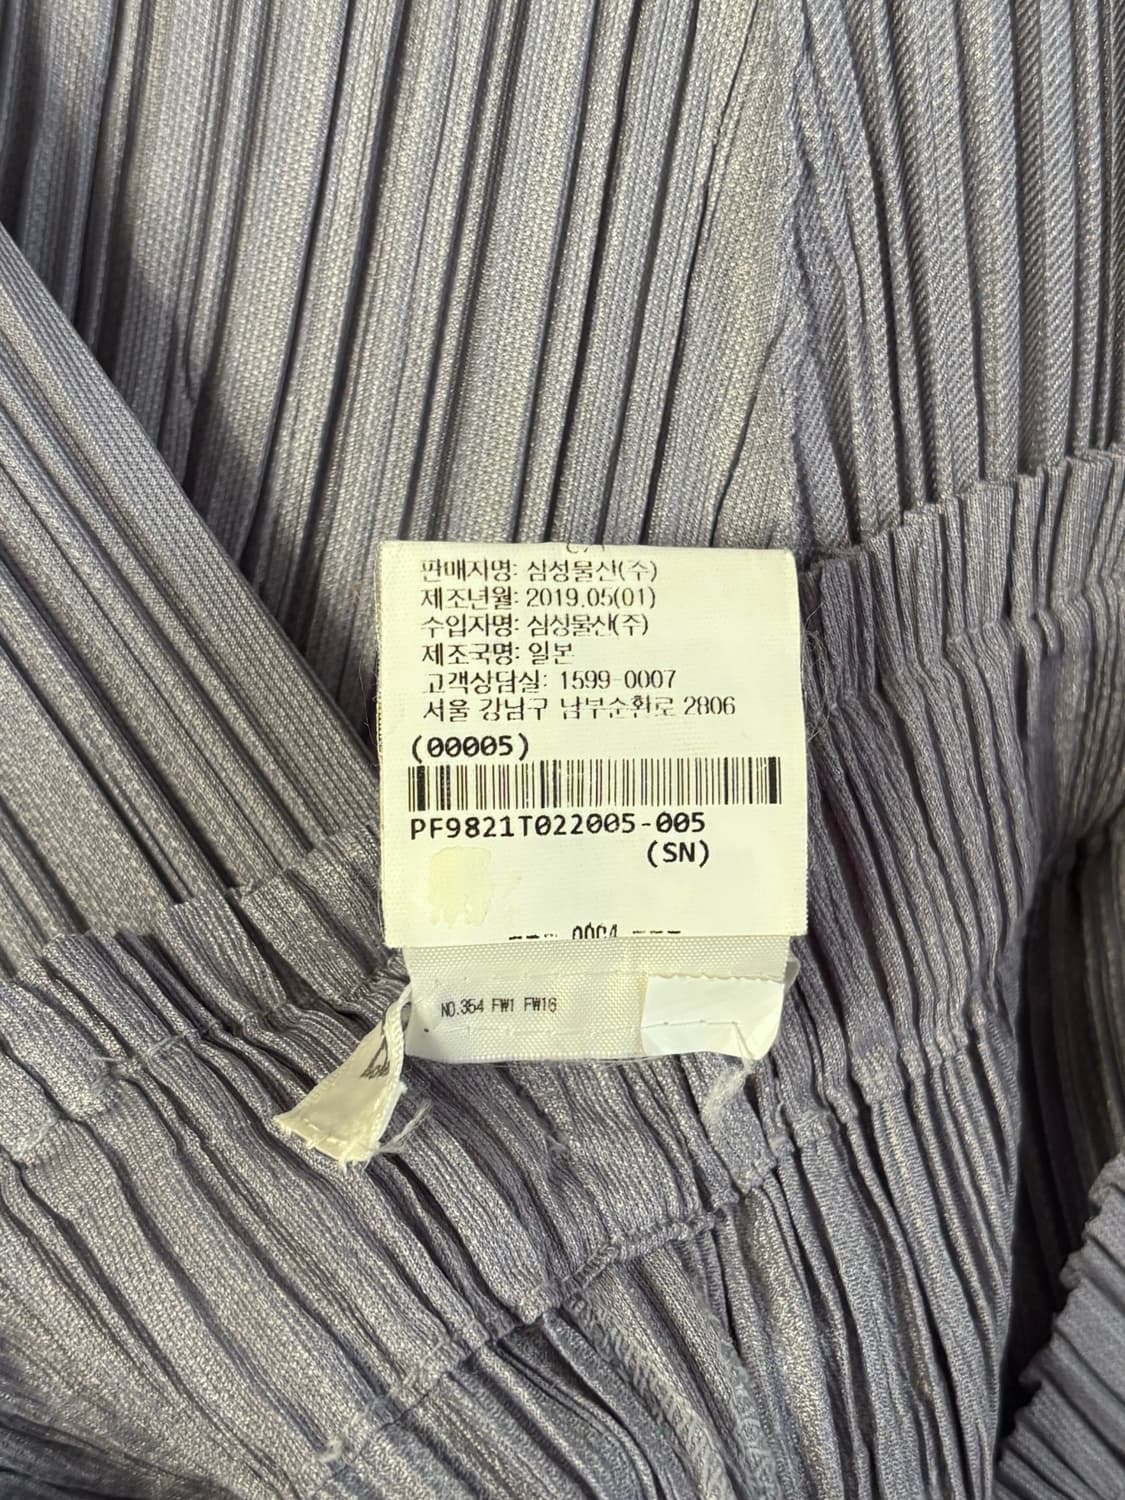 판매자명: 삼성물산(주)
제조년월: 2019.05(01)
수입자명: 삼성물산(주)
제조국명: 일본
고객상담실: 1599-0007
서울 강남구 남부순환로 2806
(00005)
PF9821T022005-005
(SN)
NO.354 FW1 FW16